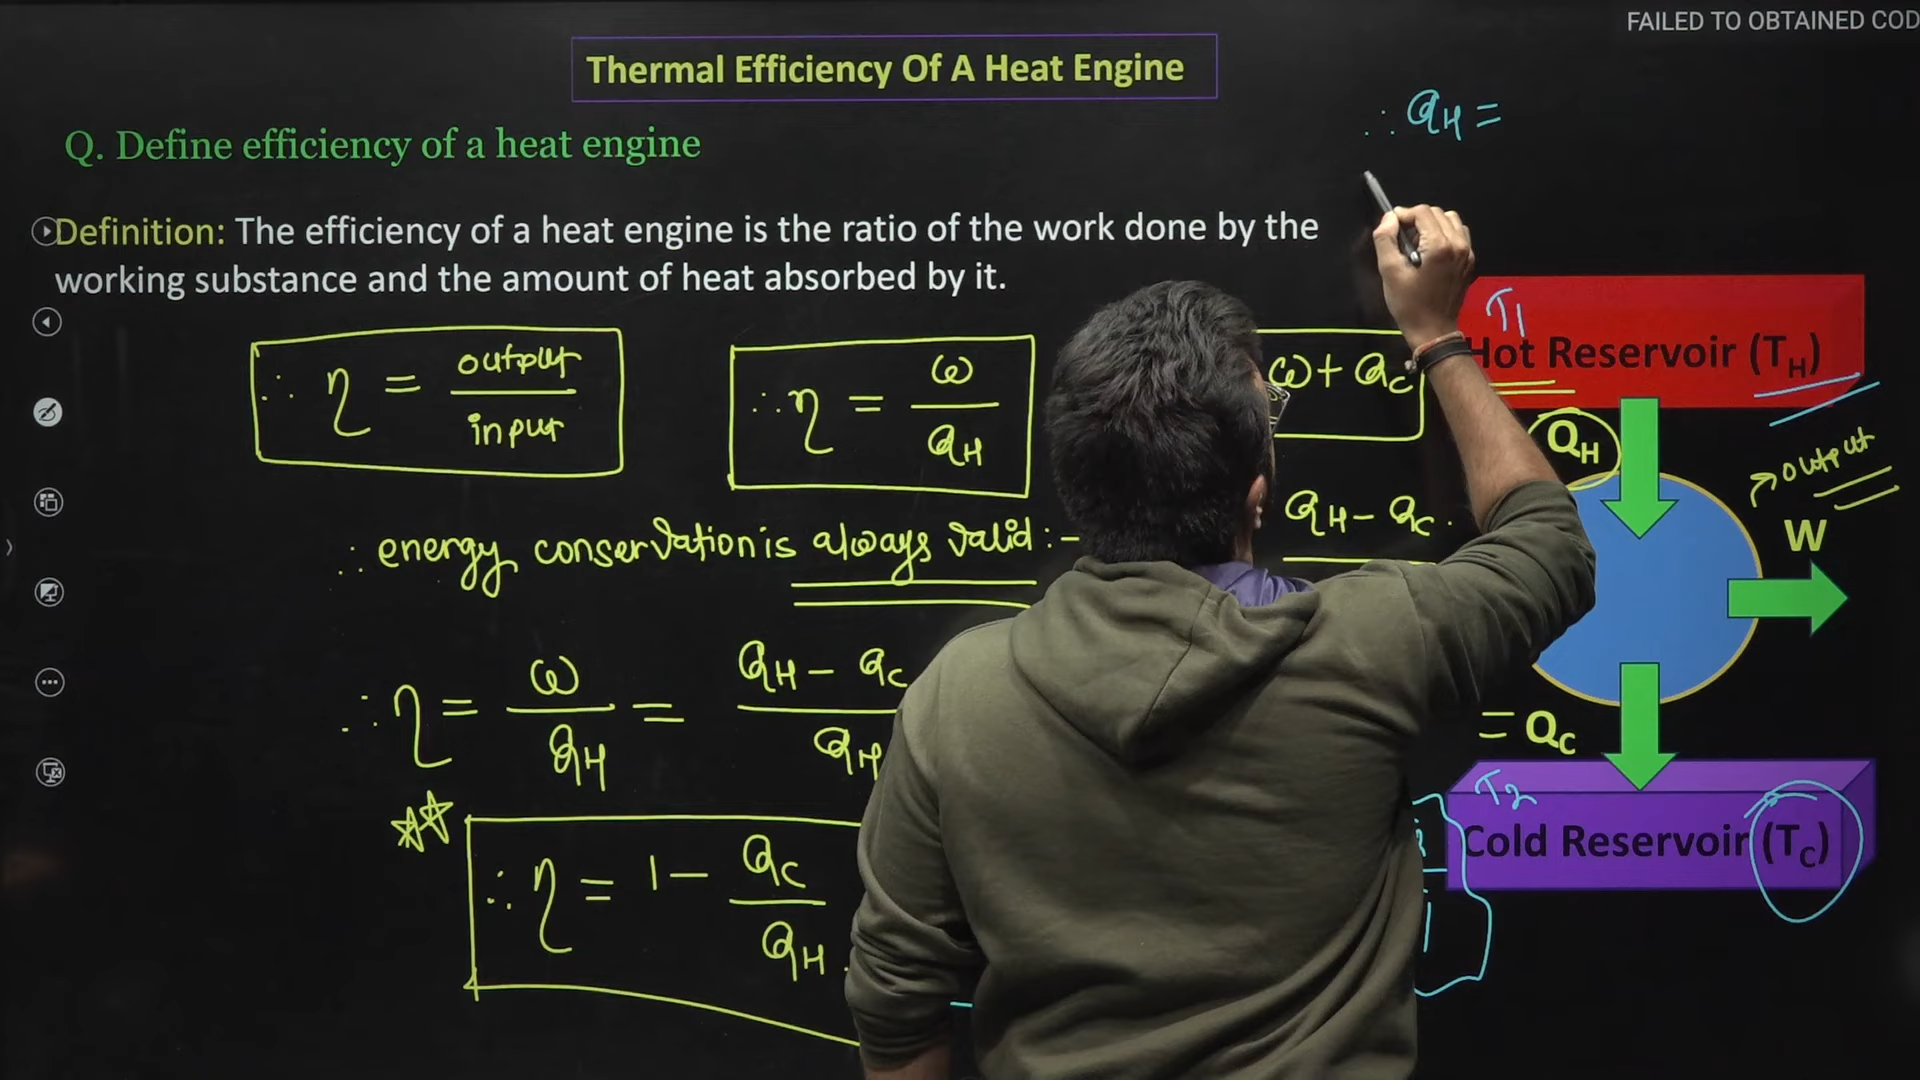 FAILED TO OBTAINED COD
Thermal Efficiency Of A Heat Engine
∴ QH =
Q. Define efficiency of a heat engine
Definition: The efficiency of a heat engine is the ratio of the work done by the
working substance and the amount of heat absorbed by it.
T1
Hot Reservoir (TH)
∴ η = output / input
∴ η = ω / QH
ω + QC
QH
output
W
QH − QC
∴ energy conservation is always valid :-
∴ η = ω / QH = QH − QC / QH
= QC
T2
Cold Reservoir (TC)
∴ η = 1 − QC / QH